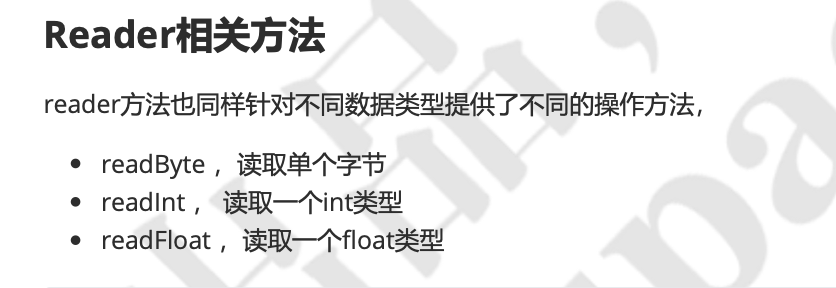 Reader相关方法
reader方法也同样针对不同数据类型提供了不同的操作方法，
readByte ，读取单个字节
readInt ， 读取一个int类型
readFloat ，读取一个float类型